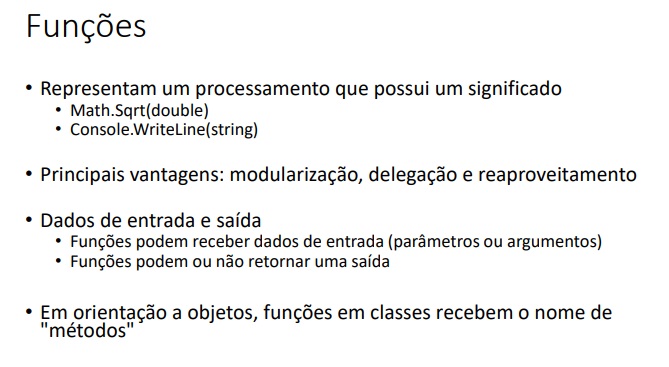 Funções
• Representam um processamento que possui um significado
• Math.Sqrt(double)
• Console.WriteLine(string)
• Principais vantagens: modularização, delegação e reaproveitamento
• Dados de entrada e saída
• Funções podem receber dados de entrada (parâmetros ou argumentos)
• Funções podem ou não retornar uma saída
• Em orientação a objetos, funções em classes recebem o nome de
"métodos"